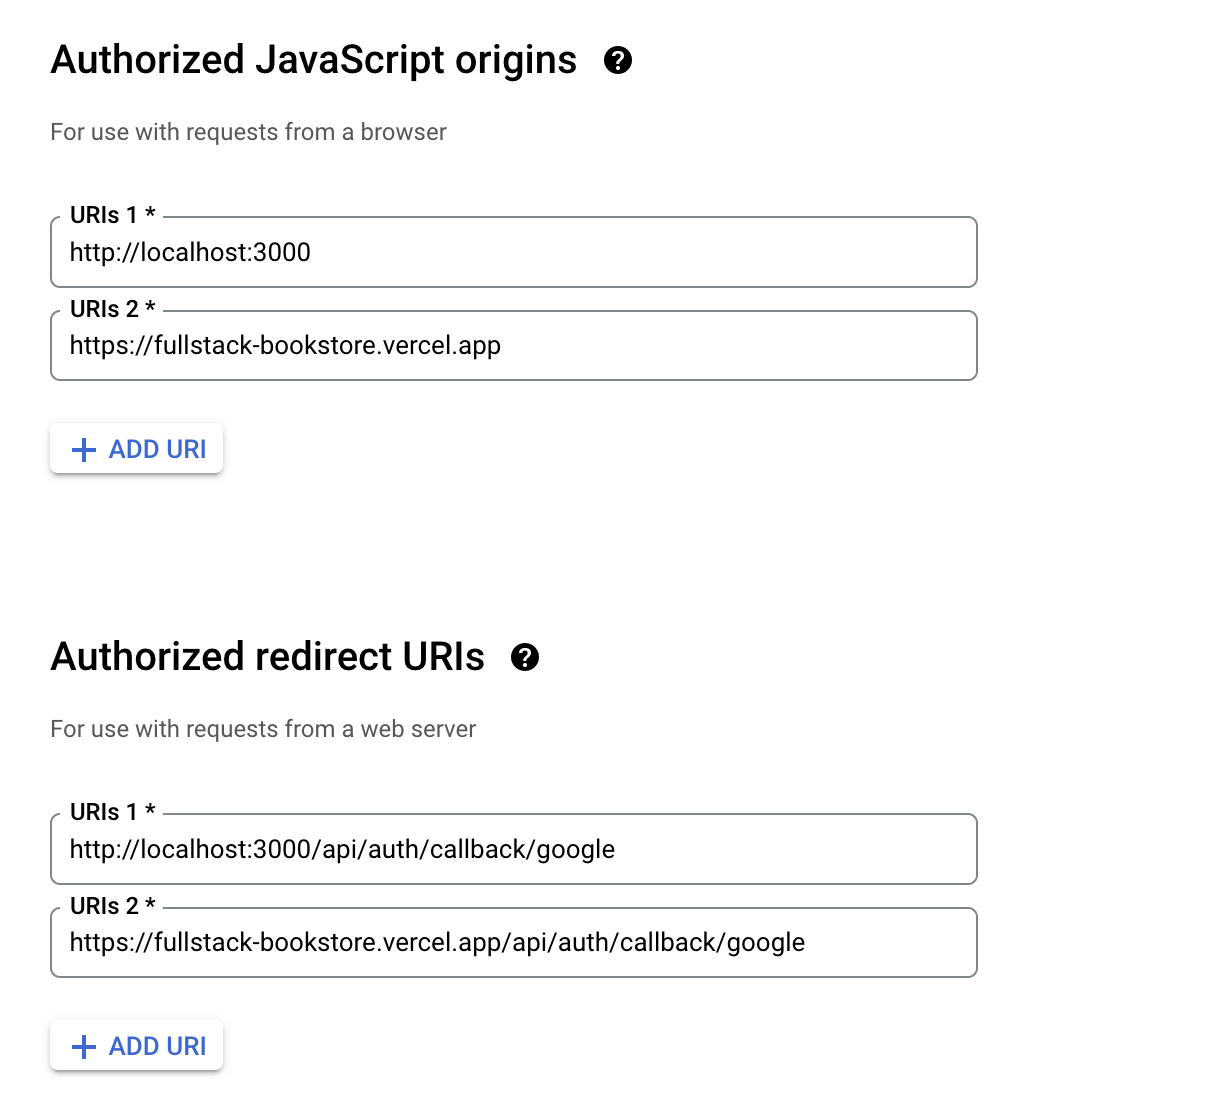 Authorized JavaScript origins
For use with requests from a browser
URIs 1 *
http://localhost:3000
URIs 2 *
https://fullstack-bookstore.vercel.app
ADD URI
Authorized redirect URIs
For use with requests from a web server
URIs 1 *
http://localhost:3000/api/auth/callback/google
URIs 2 *
https://fullstack-bookstore.vercel.app/api/auth/callback/google
ADD URI